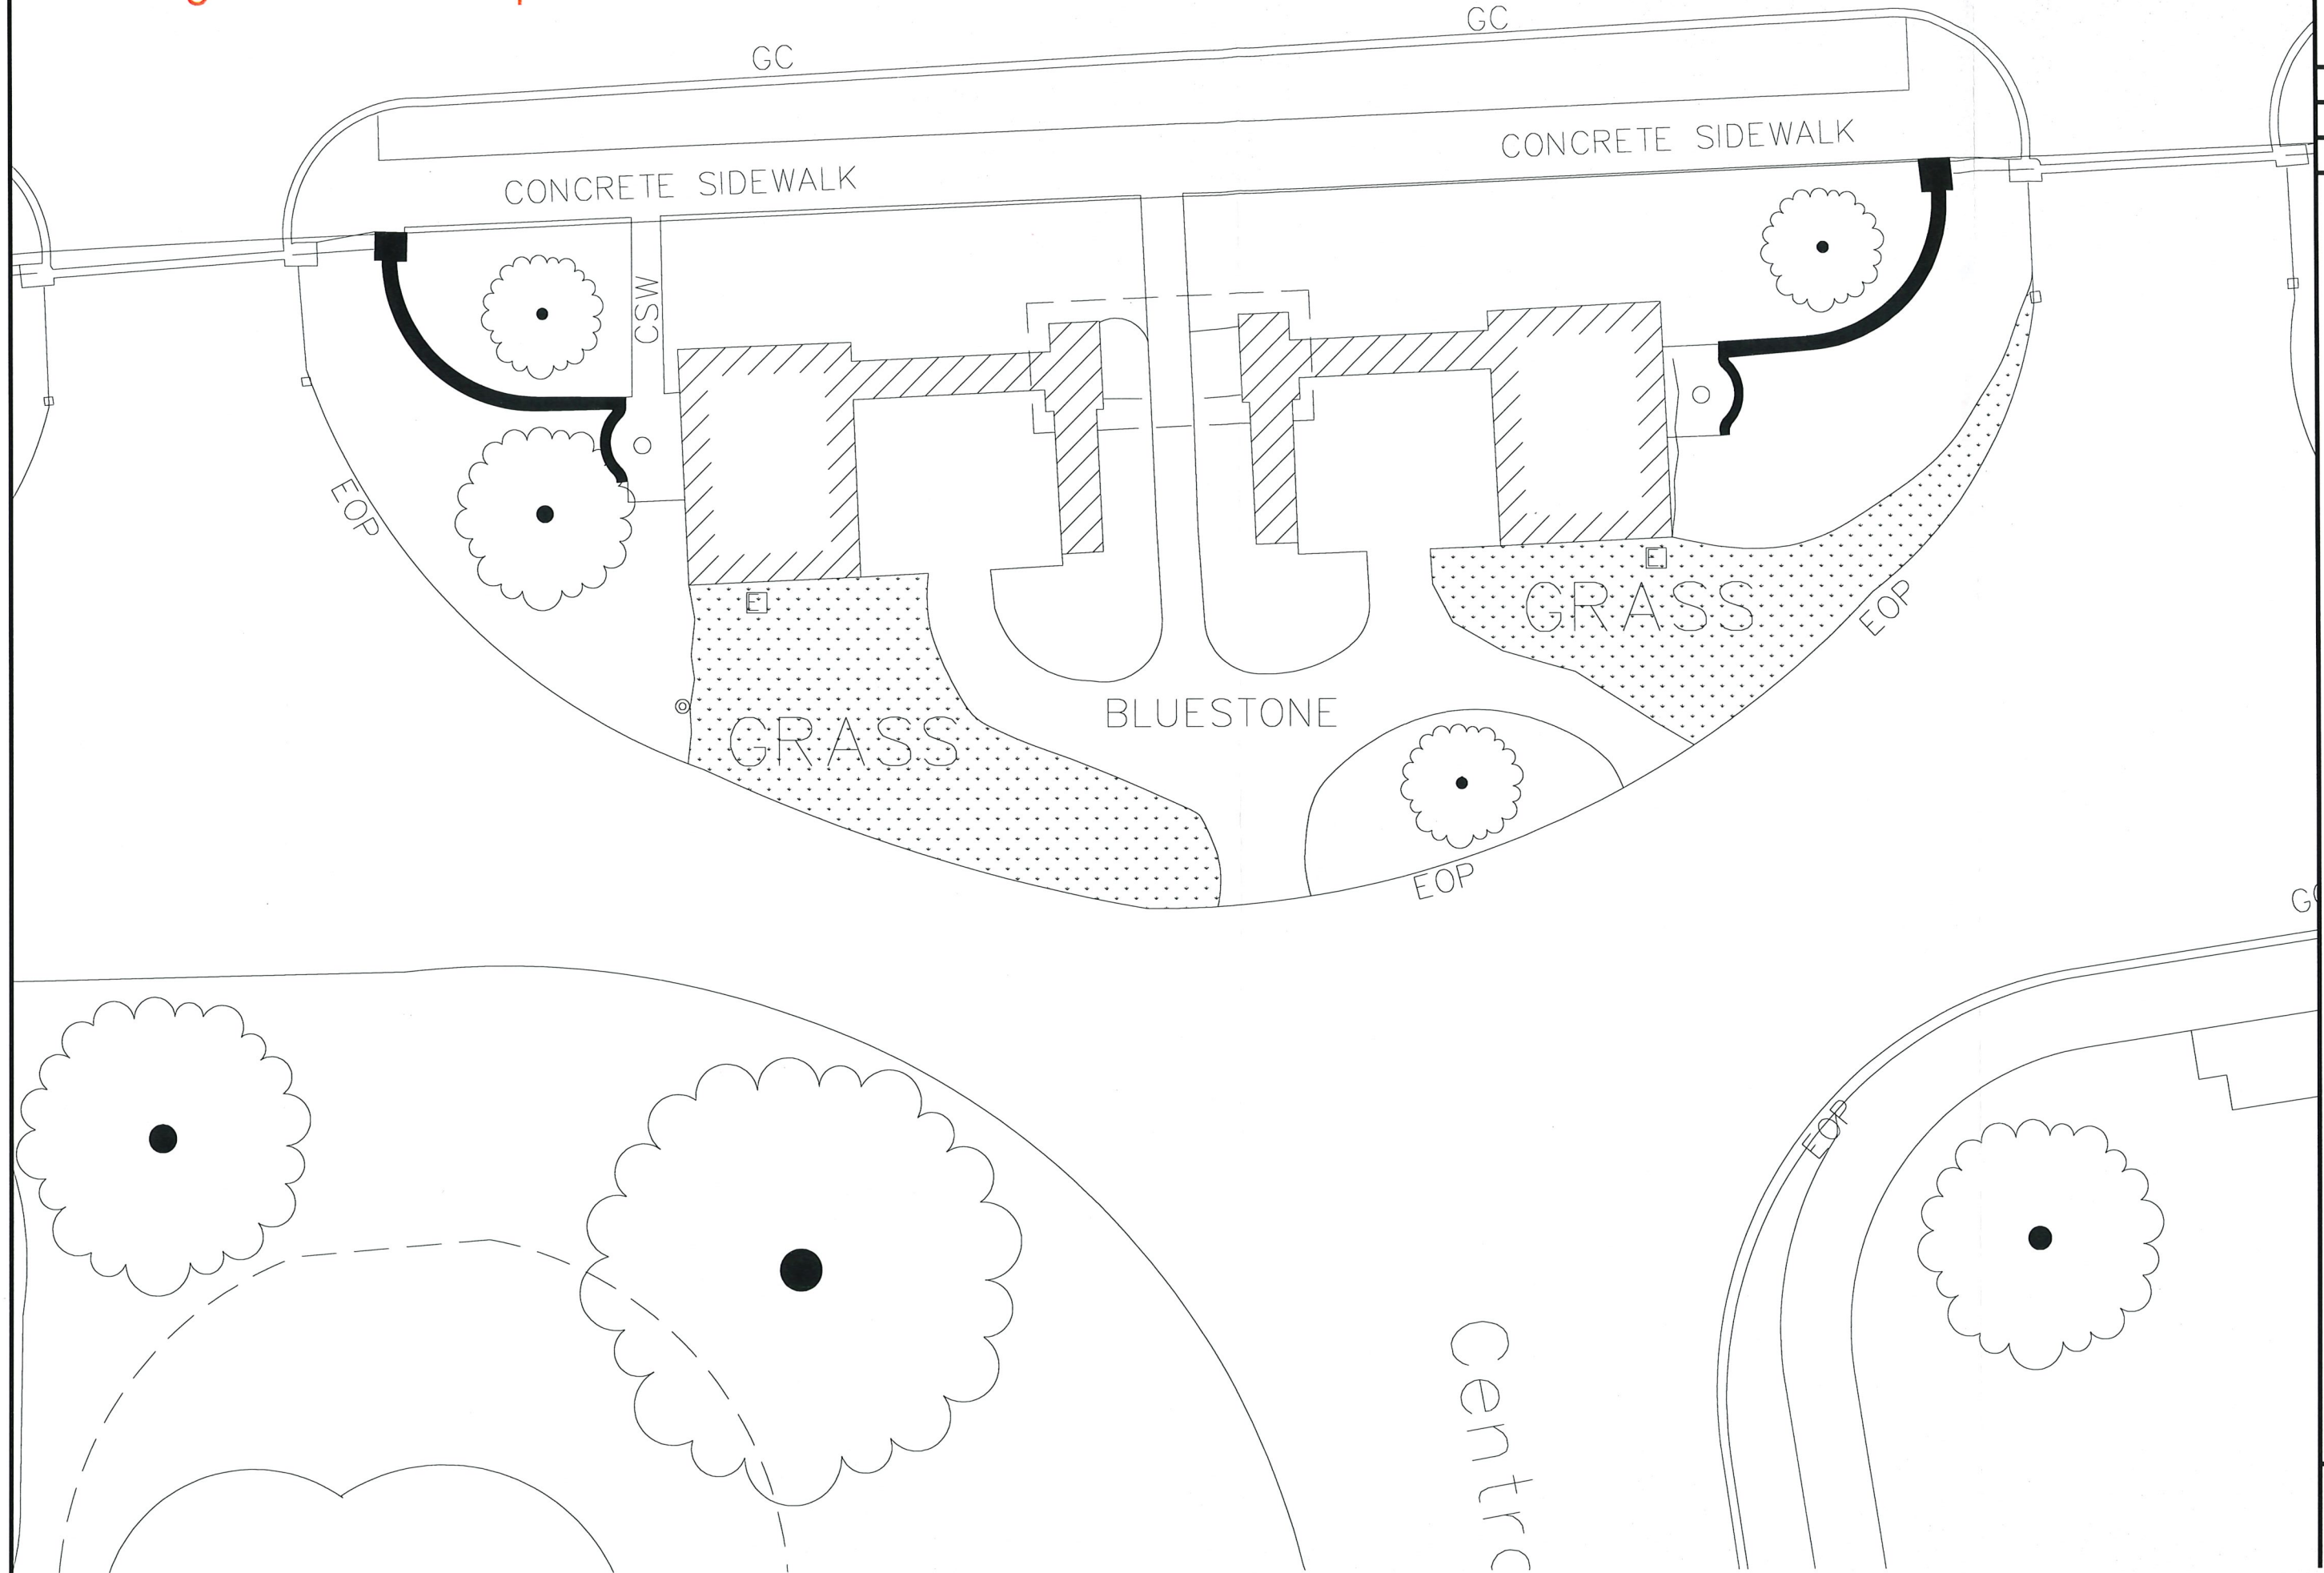 GC
GC
CONCRETE SIDEWALK
CONCRETE SIDEWALK
CSW
EOP
E
GRASS
E
GRASS
EOP
BLUESTONE
EOP
EOP
Centr